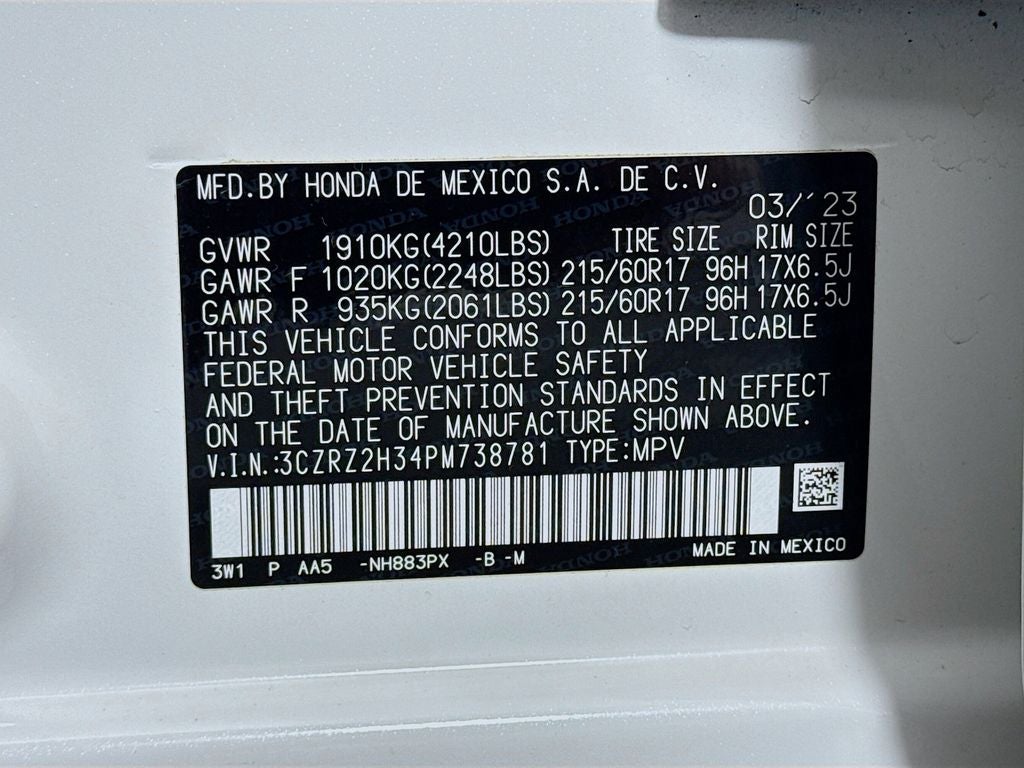 MFD.BY HONDA DE MEXICO S.A. DE C.V.
03/'23
GVWR 1910KG(4210LBS) TIRE SIZE RIM SIZE
GAWR F 1020KG(2248LBS) 215/60R17 96H 17X6.5J
GAWR R 935KG(2061LBS) 215/60R17 96H 17X6.5J
THIS VEHICLE CONFORMS TO ALL APPLICABLE
FEDERAL MOTOR VEHICLE SAFETY
AND THEFT PREVENTION STANDARDS IN EFFECT
ON THE DATE OF MANUFACTURE SHOWN ABOVE.
V.I.N.:3CZRZ2H34PM738781 TYPE:MPV
3W1 P AA5 -NH883PX -B -M MADE IN MEXICO